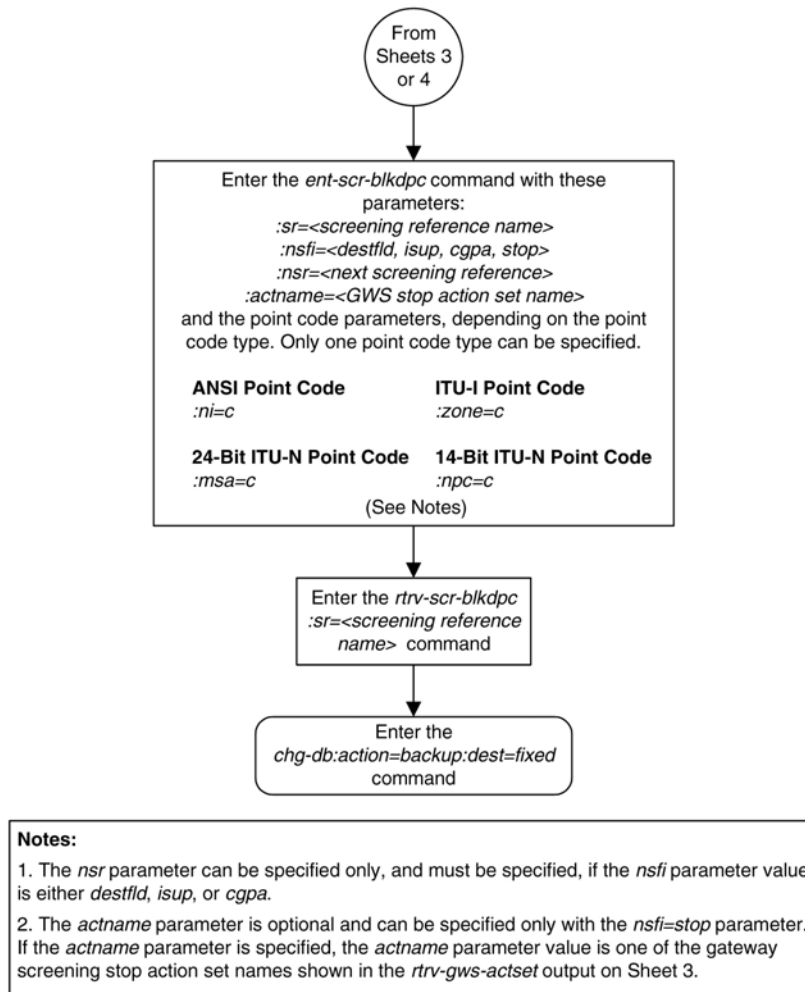 From
Sheets 3
or 4
Enter the ent-scr-blkdpc command with these
parameters:
:sr=<screening reference name>
:nsfi=<destfld, isup, cgpa, stop>
:nsr=<next screening reference>
:actname=<GWS stop action set name>
and the point code parameters, depending on the point
code type. Only one point code type can be specified.
ANSI Point Code
:ni=c
ITU-I Point Code
:zone=c
24-Bit ITU-N Point Code
:msa=c
14-Bit ITU-N Point Code
:npc=c
(See Notes)
Enter the rtrv-scr-blkdpc
:sr=<screening reference
name> command
Enter the
chg-db:action=backup:dest=fixed
command
Notes:
1. The nsr parameter can be specified only, and must be specified, if the nsfi parameter value
is either destfld, isup, or cgpa.
2. The actname parameter is optional and can be specified only with the nsfi=stop parameter.
If the actname parameter is specified, the actname parameter value is one of the gateway
screening stop action set names shown in the rtrv-gws-actset output on Sheet 3.